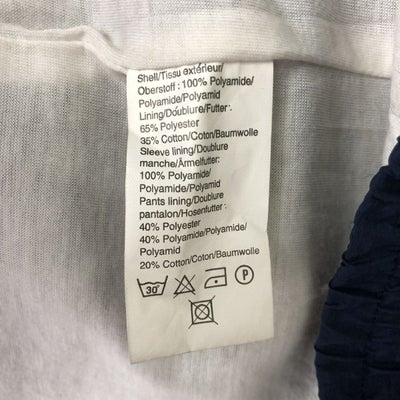 Shell/Tissu extérieur/
Oberstoff : 100% Polyamide/
Polyamide/Polyamid
Lining/Doublure/Futter :
65% Polyester
35% Cotton/Coton/Baumwolle
Sleeve lining/Doublure
manche/Ärmelfutter:
100% Polyamide/
Polyamide/Polyamid
Pants lining/Doublure
pantalon/Hosenfutter :
40% Polyester
40% Polyamide/Polyamide/
Polyamid
20% Cotton/Coton/Baumwolle
30° P